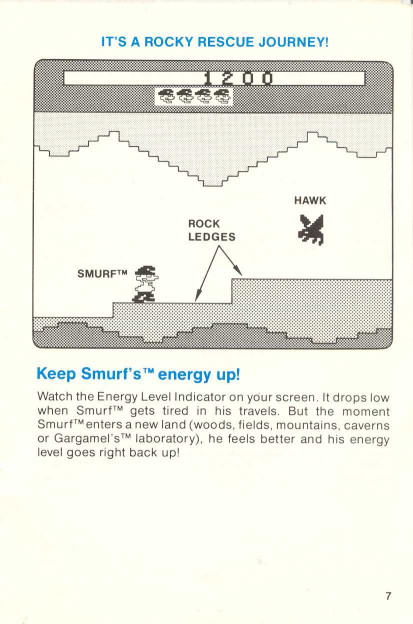 IT'S A ROCKY RESCUE JOURNEY!
1200
HAWK
ROCK
LEDGES
SMURF™
Keep Smurf's™ energy up!
Watch the Energy Level Indicator on your screen. It drops low
when Smurf™ gets tired in his travels. But the moment
Smurf™ enters a new land (woods, fields, mountains, caverns
or Gargamel's™ laboratory), he feels better and his energy
level goes right back up!
7